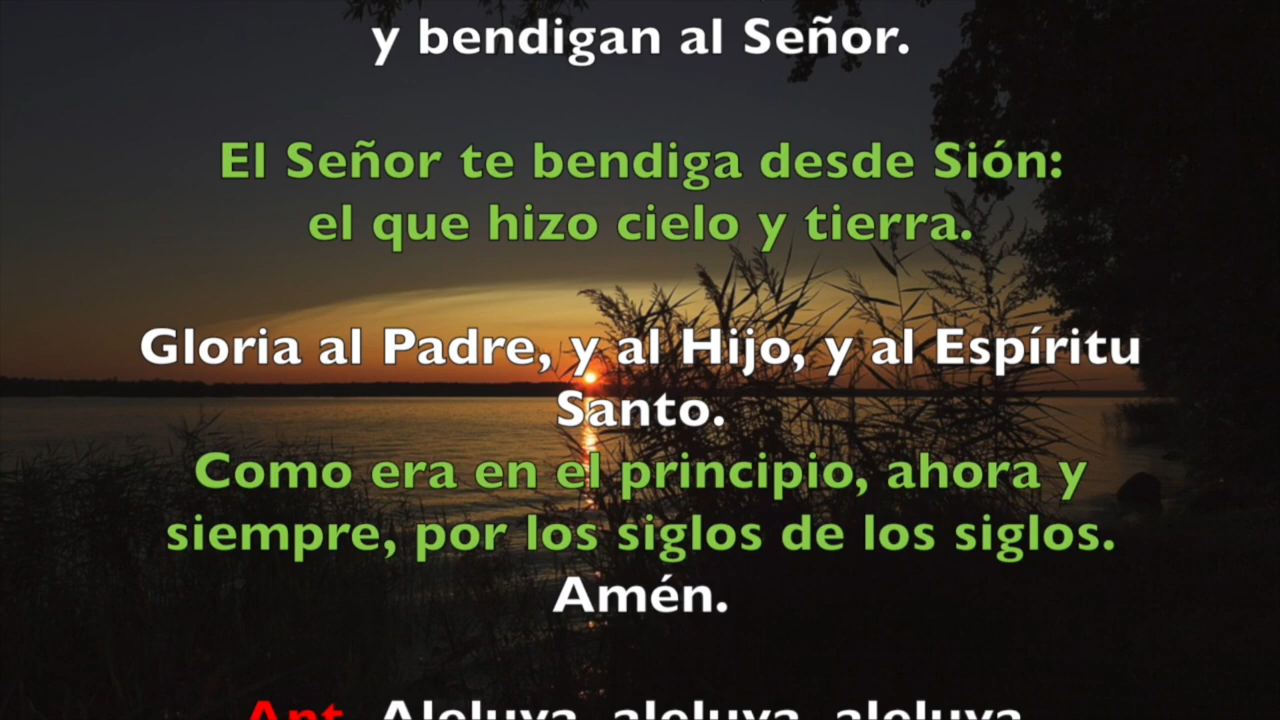 y bendigan al Señor.
El Señor te bendiga desde Sión:
el que hizo cielo y tierra.
Gloria al Padre, y al Hijo, y al Espíritu
Santo.
Como era en el principio, ahora y
siempre, por los siglos de los siglos.
Amén.
Ant. Aleluya, aleluya, aleluya